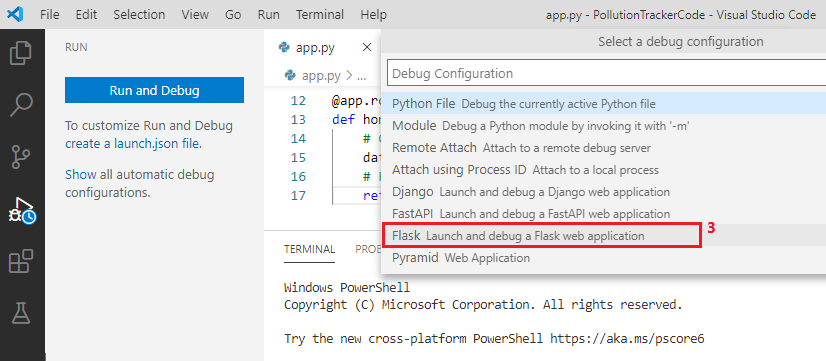 File Edit Selection View Go Run Terminal Help app.py - PollutionTrackerCode - Visual Studio Code
RUN
Run and Debug
To customize Run and Debug
create a launch.json file.
Show all automatic debug
configurations.
app.py
app.py > ...
12 @app.ro
13 def hom
14 #
15 dat
16 #
17 ret
Select a debug configuration
Debug Configuration
Python File Debug the currently active Python file
Module Debug a Python module by invoking it with '-m'
Remote Attach Attach to a remote debug server
Attach using Process ID Attach to a local process
Django Launch and debug a Django web application
FastAPI Launch and debug a FastAPI web application
Flask Launch and debug a Flask web application
3
Pyramid Web Application
TERMINAL PROB
Windows PowerShell
Copyright (C) Microsoft Corporation. All rights reserved.
Try the new cross-platform PowerShell https://aka.ms/pscore6